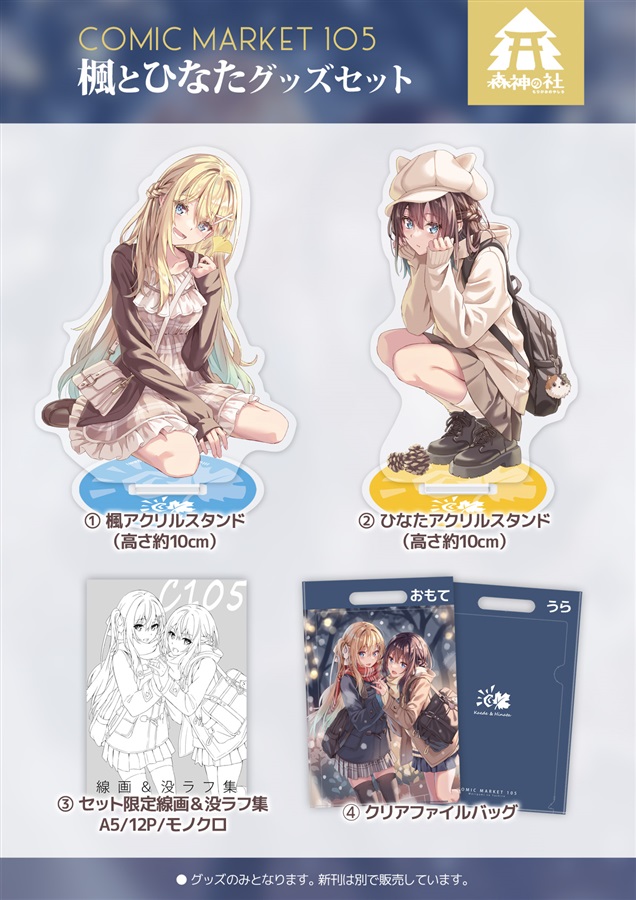 COMIC MARKET 105
楓とひなたグッズセット
森神の社
① 楓アクリルスタンド
(高さ約10cm)
② ひなたアクリルスタンド
(高さ約10cm)
C105
線画&没ラフ集
③ セット限定線画&没ラフ集
A5/12P/モノクロ
おもて
うら
Kaede & Hinata
COMIC MARKET 105
④ クリアファイルバッグ
● グッズのみとなります。新刊は別で販売しています。